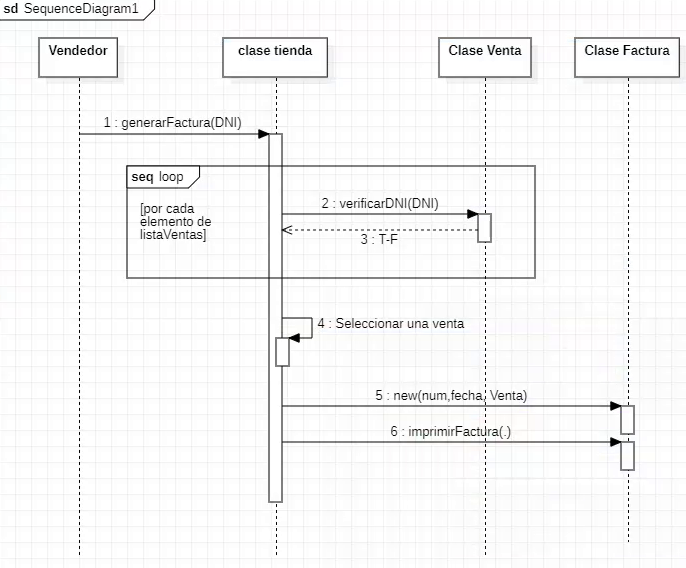 sd SequenceDiagram1
Vendedor
clase tienda
Clase Venta
Clase Factura
1 : generarFactura(DNI)
seq loop
[por cada
elemento de
listaVentas]
2 : verificarDNI(DNI)
3 : T-F
4 : Seleccionar una venta
5 : new(num,fecha, Venta)
6 : imprimirFactura(.)